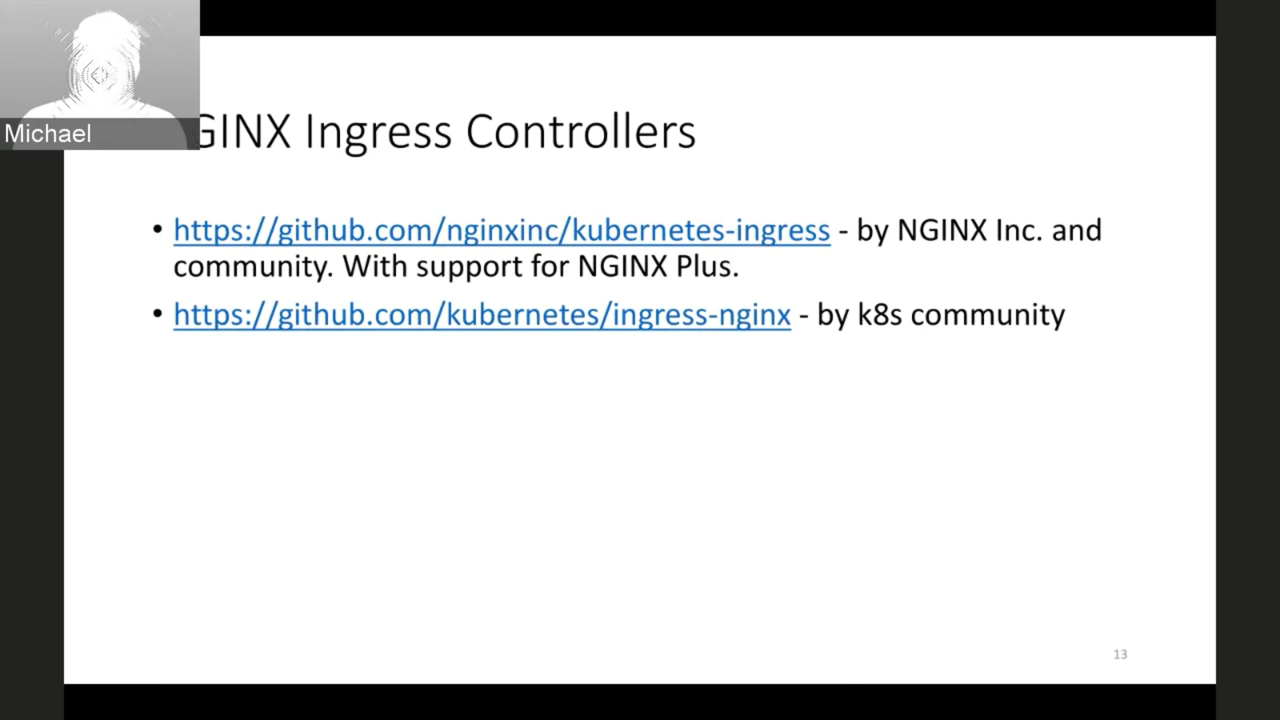 Michael
GINX Ingress Controllers
• https://github.com/nginxinc/kubernetes-ingress - by NGINX Inc. and
community. With support for NGINX Plus.
• https://github.com/kubernetes/ingress-nginx - by k8s community
13